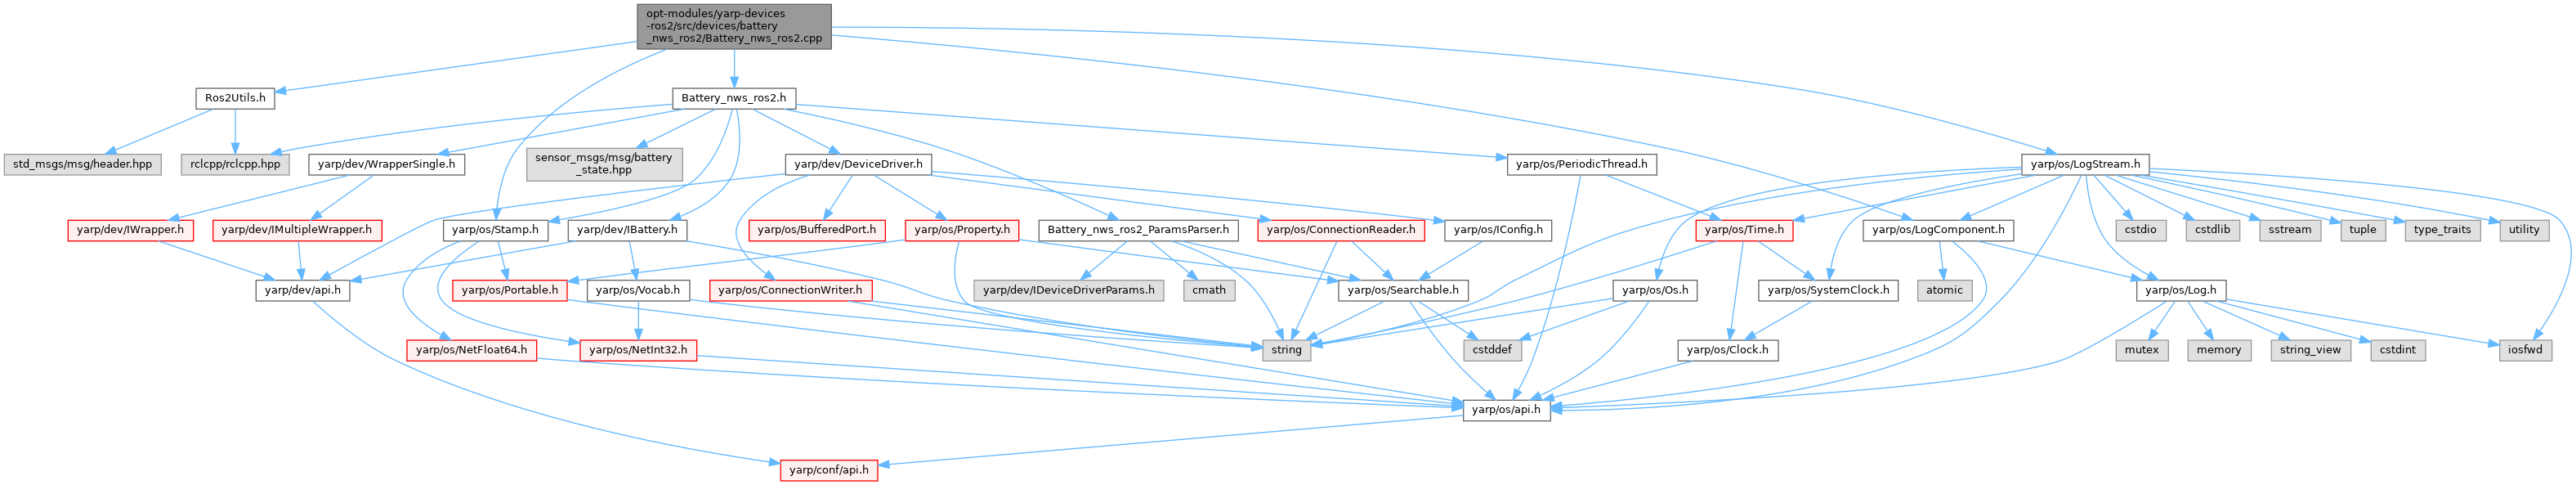 opt-modules/yarp-devices
-ros2/src/devices/battery
_nws_ros2/Battery_nws_ros2.cpp
Ros2Utils.h
Battery_nws_ros2.h
std_msgs/msg/header.hpp
rclcpp/rclcpp.hpp
yarp/dev/WrapperSingle.h
sensor_msgs/msg/battery
_state.hpp
yarp/dev/DeviceDriver.h
yarp/os/PeriodicThread.h
yarp/os/LogStream.h
yarp/dev/IWrapper.h
yarp/dev/IMultipleWrapper.h
yarp/os/Stamp.h
yarp/dev/IBattery.h
yarp/os/BufferedPort.h
yarp/os/Property.h
Battery_nws_ros2_ParamsParser.h
yarp/os/ConnectionReader.h
yarp/os/IConfig.h
yarp/os/Time.h
yarp/os/LogComponent.h
cstdio
cstdlib
sstream
tuple
type_traits
utility
yarp/dev/api.h
yarp/os/Portable.h
yarp/os/Vocab.h
yarp/os/ConnectionWriter.h
yarp/dev/IDeviceDriverParams.h
cmath
yarp/os/Searchable.h
yarp/os/Os.h
yarp/os/SystemClock.h
atomic
yarp/os/Log.h
yarp/os/NetFloat64.h
yarp/os/NetInt32.h
string
cstddef
yarp/os/Clock.h
mutex
memory
string_view
cstdint
iosfwd
yarp/os/api.h
yarp/conf/api.h